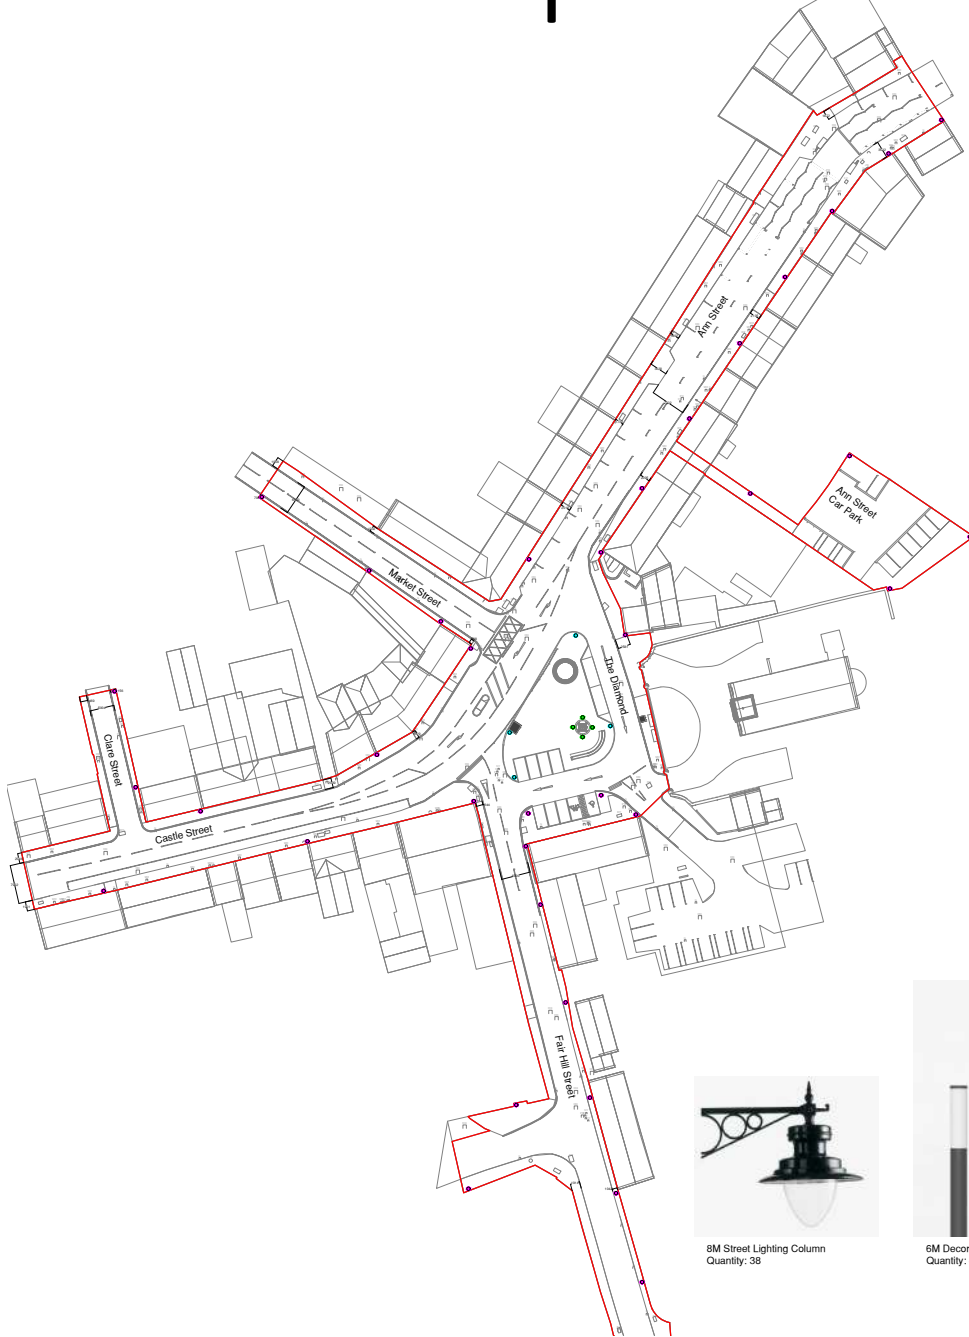 Ann Street
Ann Street
Car Park
Market Street
The Diamond
Clare Street
Castle Street
Fair Hill Street
8M Street Lighting Column
Quantity: 38
6M Decor
Quantity: